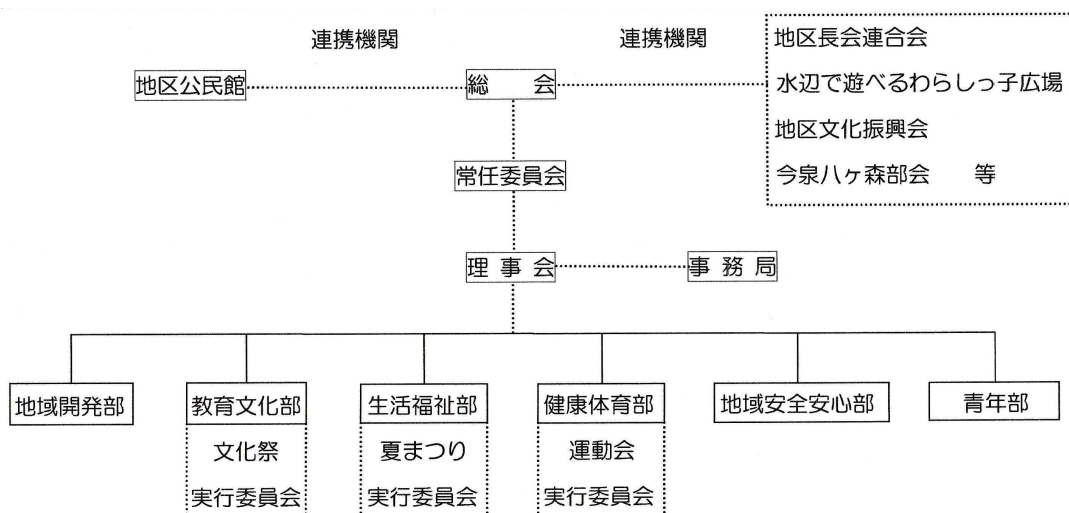 連携機関
連携機関
地区公民館
総 会
地区長会連合会
水辺で遊べるわらしっ子広場
地区文化振興会
今泉八ヶ森部会 等
常任委員会
理事会
事務局
地域開発部
教育文化部
生活福祉部
健康体育部
地域安全安心部
青年部
文化祭
実行委員会
夏まつり
実行委員会
運動会
実行委員会